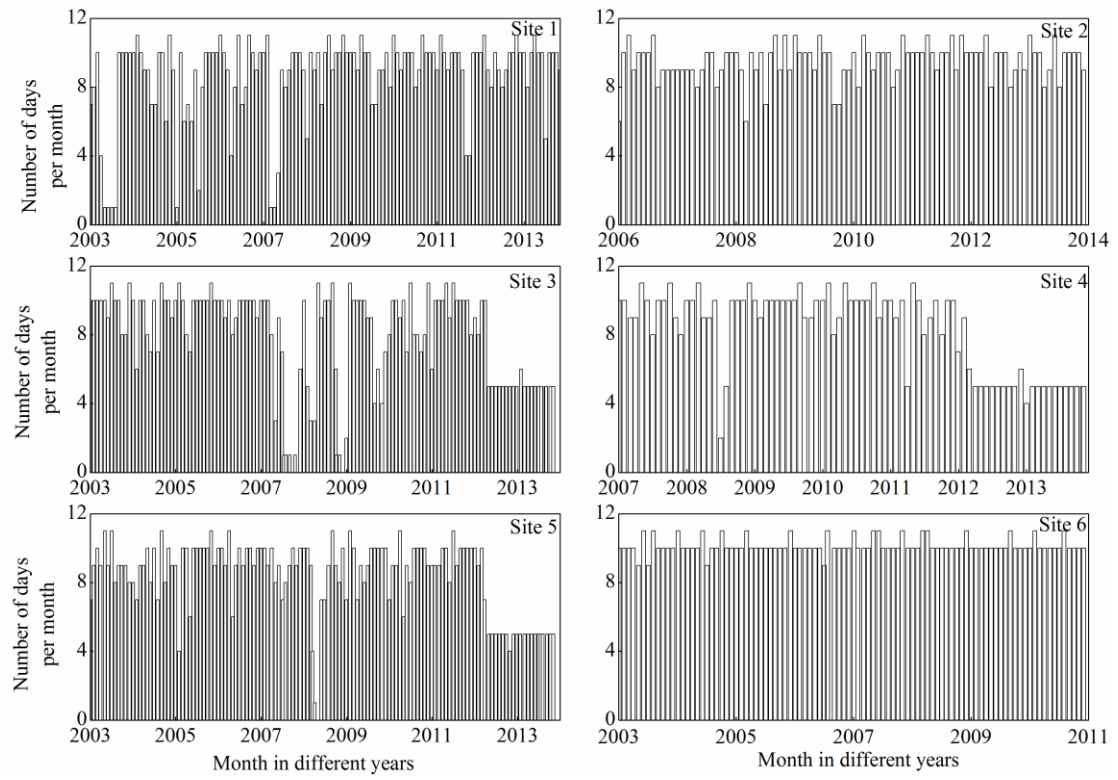 12
8
4
0
Number of days
per month
Site 1
2003 2005 2007 2009 2011 2013
12
8
4
0
Site 2
2006 2008 2010 2012 2014
12
8
4
0
Number of days
per month
Site 3
2003 2005 2007 2009 2011 2013
12
8
4
0
Site 4
2007 2008 2009 2010 2011 2012 2013
12
8
4
0
Number of days
per month
Site 5
2003 2005 2007 2009 2011 2013
Month in different years
12
8
4
0
Site 6
2003 2005 2007 2009 2011
Month in different years